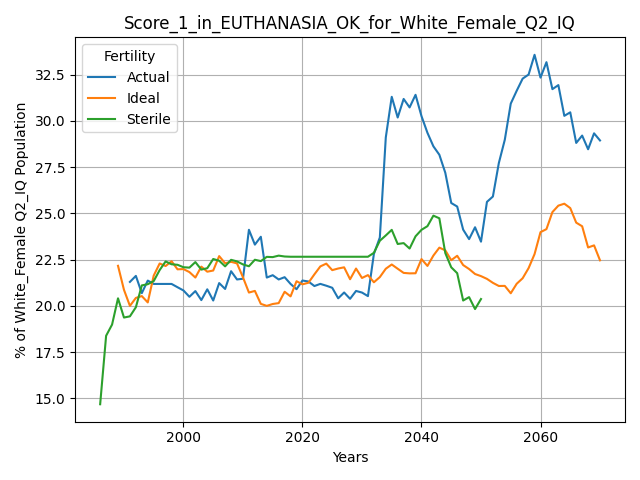 Score_1_in_EUTHANASIA_OK_for_White_Female_Q2_IQ
Fertility
Actual
Ideal
Sterile
% of White_Female Q2_IQ Population
32.5
30.0
27.5
25.0
22.5
20.0
17.5
15.0
2000
2020
2040
2060
Years